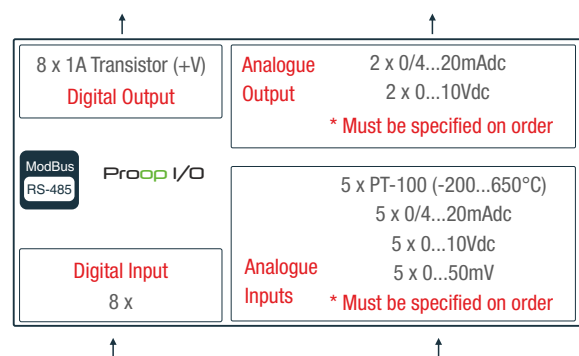 8 x 1A Transistor (+V)
Digital Output
Analogue
Output
2 x 0/4...20mAdc
2 x 0...10Vdc
* Must be specified on order
ModBus
RS-485
Proop I/O
Digital Input
8 x
Analogue
Inputs
5 x PT-100 (-200...650°C)
5 x 0/4...20mAdc
5 x 0...10Vdc
5 x 0...50mV
* Must be specified on order